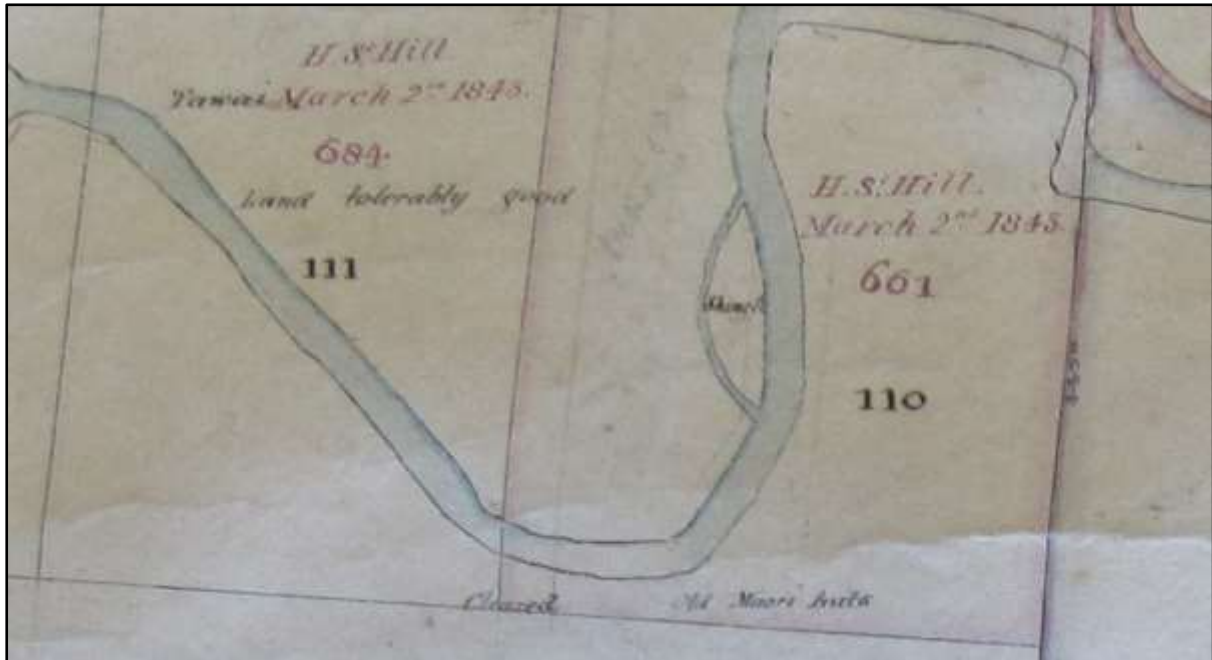 H. St. Hill
Tawai March 2nd 1845.
684.
Land tolerably good
111
H. St. Hill.
March 2nd 1845.
661
110
Cleared
Old Maori huts